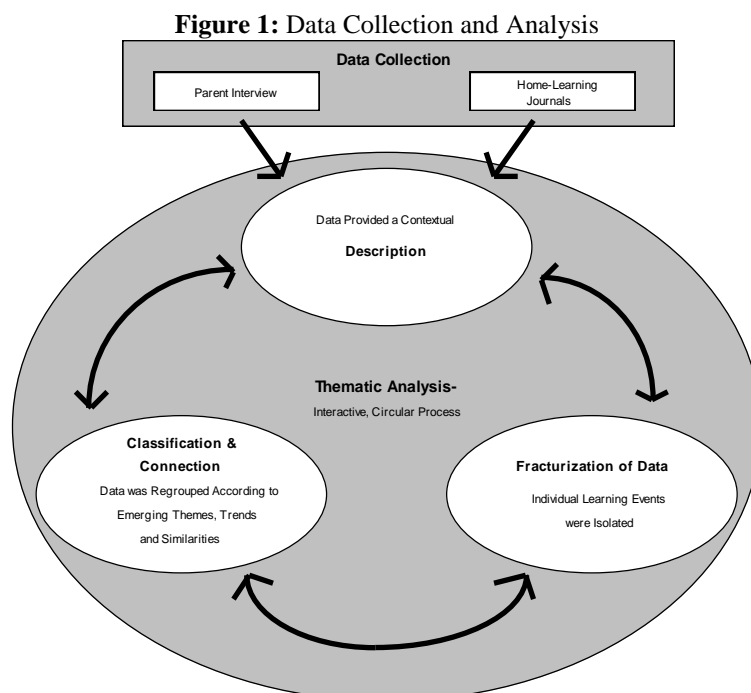 Figure 1: Data Collection and Analysis
Data Collection
Parent Interview
Home-Learning
Journals
Data Provided a Contextual
Description
Thematic Analysis-
Interactive, Circular Process
Classification &
Connection
Data was Regrouped According to
Emerging Themes, Trends
and Similarities
Fracturization of Data
Individual Learning Events
were Isolated